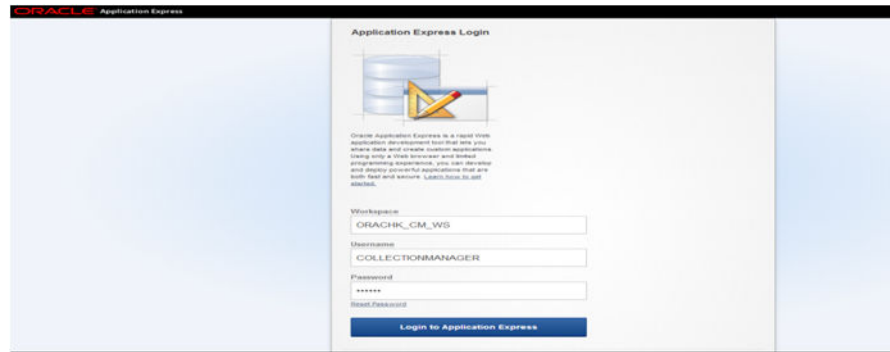 ORACLE Application Express
Application Express Login
Oracle Application Express is a rapid Web
application development tool that lets you
share data and create custom applications.
Using only a Web browser and limited
programming experience, you can develop
and deploy powerful applications that are
both fast and secure. Learn how to get
started.
Workspace
ORACHK_CM_WS
Username
COLLECTIONMANAGER
Password
••••••
Reset Password
Login to Application Express